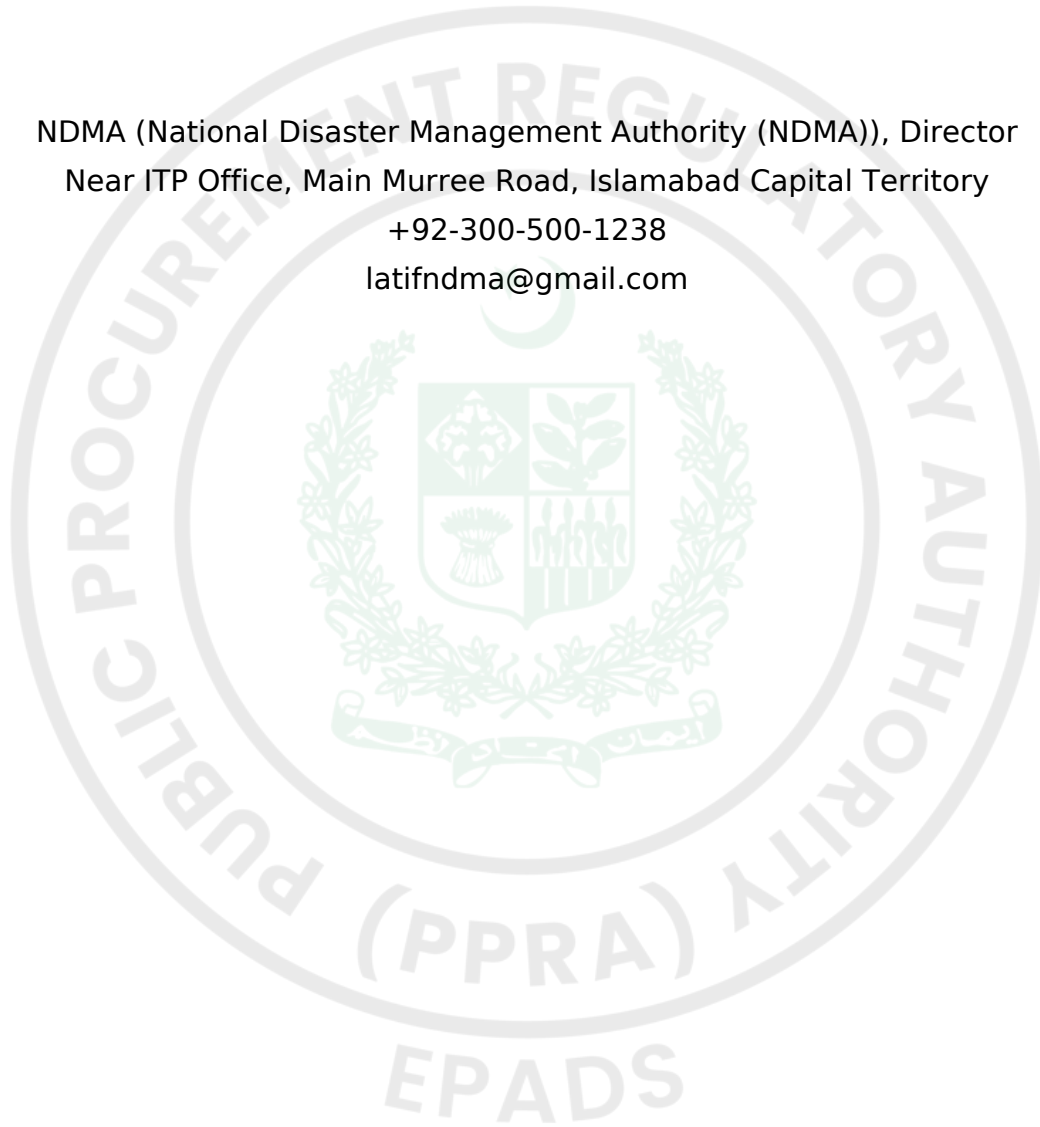 NDMA (National Disaster Management Authority (NDMA)), Director
Near ITP Office, Main Murree Road, Islamabad Capital Territory
+92-300-500-1238
latifndma@gmail.com
PUBLIC PROCUREMENT REGULATORY AUTHORITY
(PPRA)
EPADS